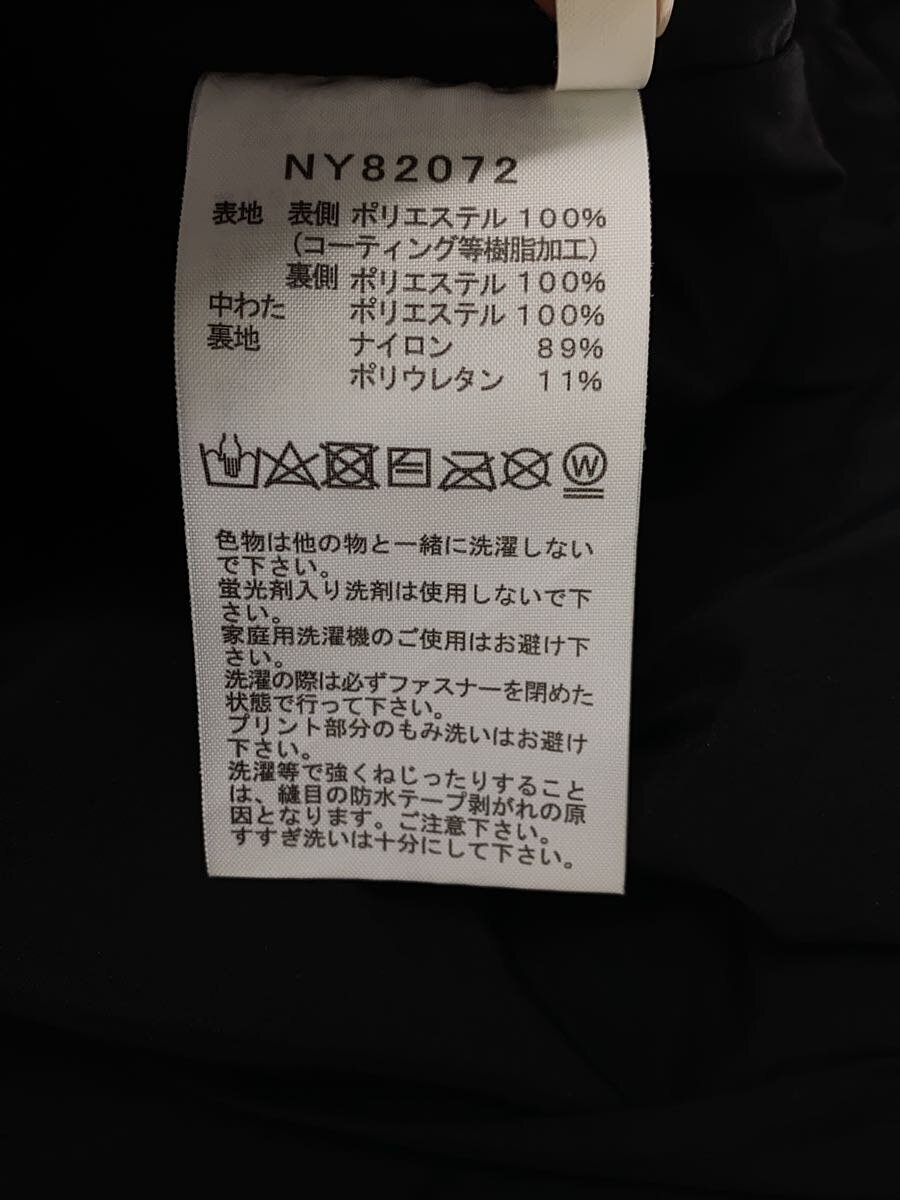 NY82072
表地 表側 ポリエステル 100%
(コーティング等樹脂加工)
裏側 ポリエステル 100%
中わた ポリエステル 100%
裏地 ナイロン 89%
ポリウレタン 11%
W
色物は他の物と一緒に洗濯しない
で下さい。
蛍光剤入り洗剤は使用しないで下
さい。
家庭用洗濯機のご使用はお避け下
さい。
洗濯の際は必ずファスナーを閉めた
状態で行って下さい。
プリント部分のもみ洗いはお避け
下さい。
洗濯等で強くねじったりすること
は、縫目の防水テープ剥がれの原
因となります。ご注意下さい。
すすぎ洗いは十分にして下さい。